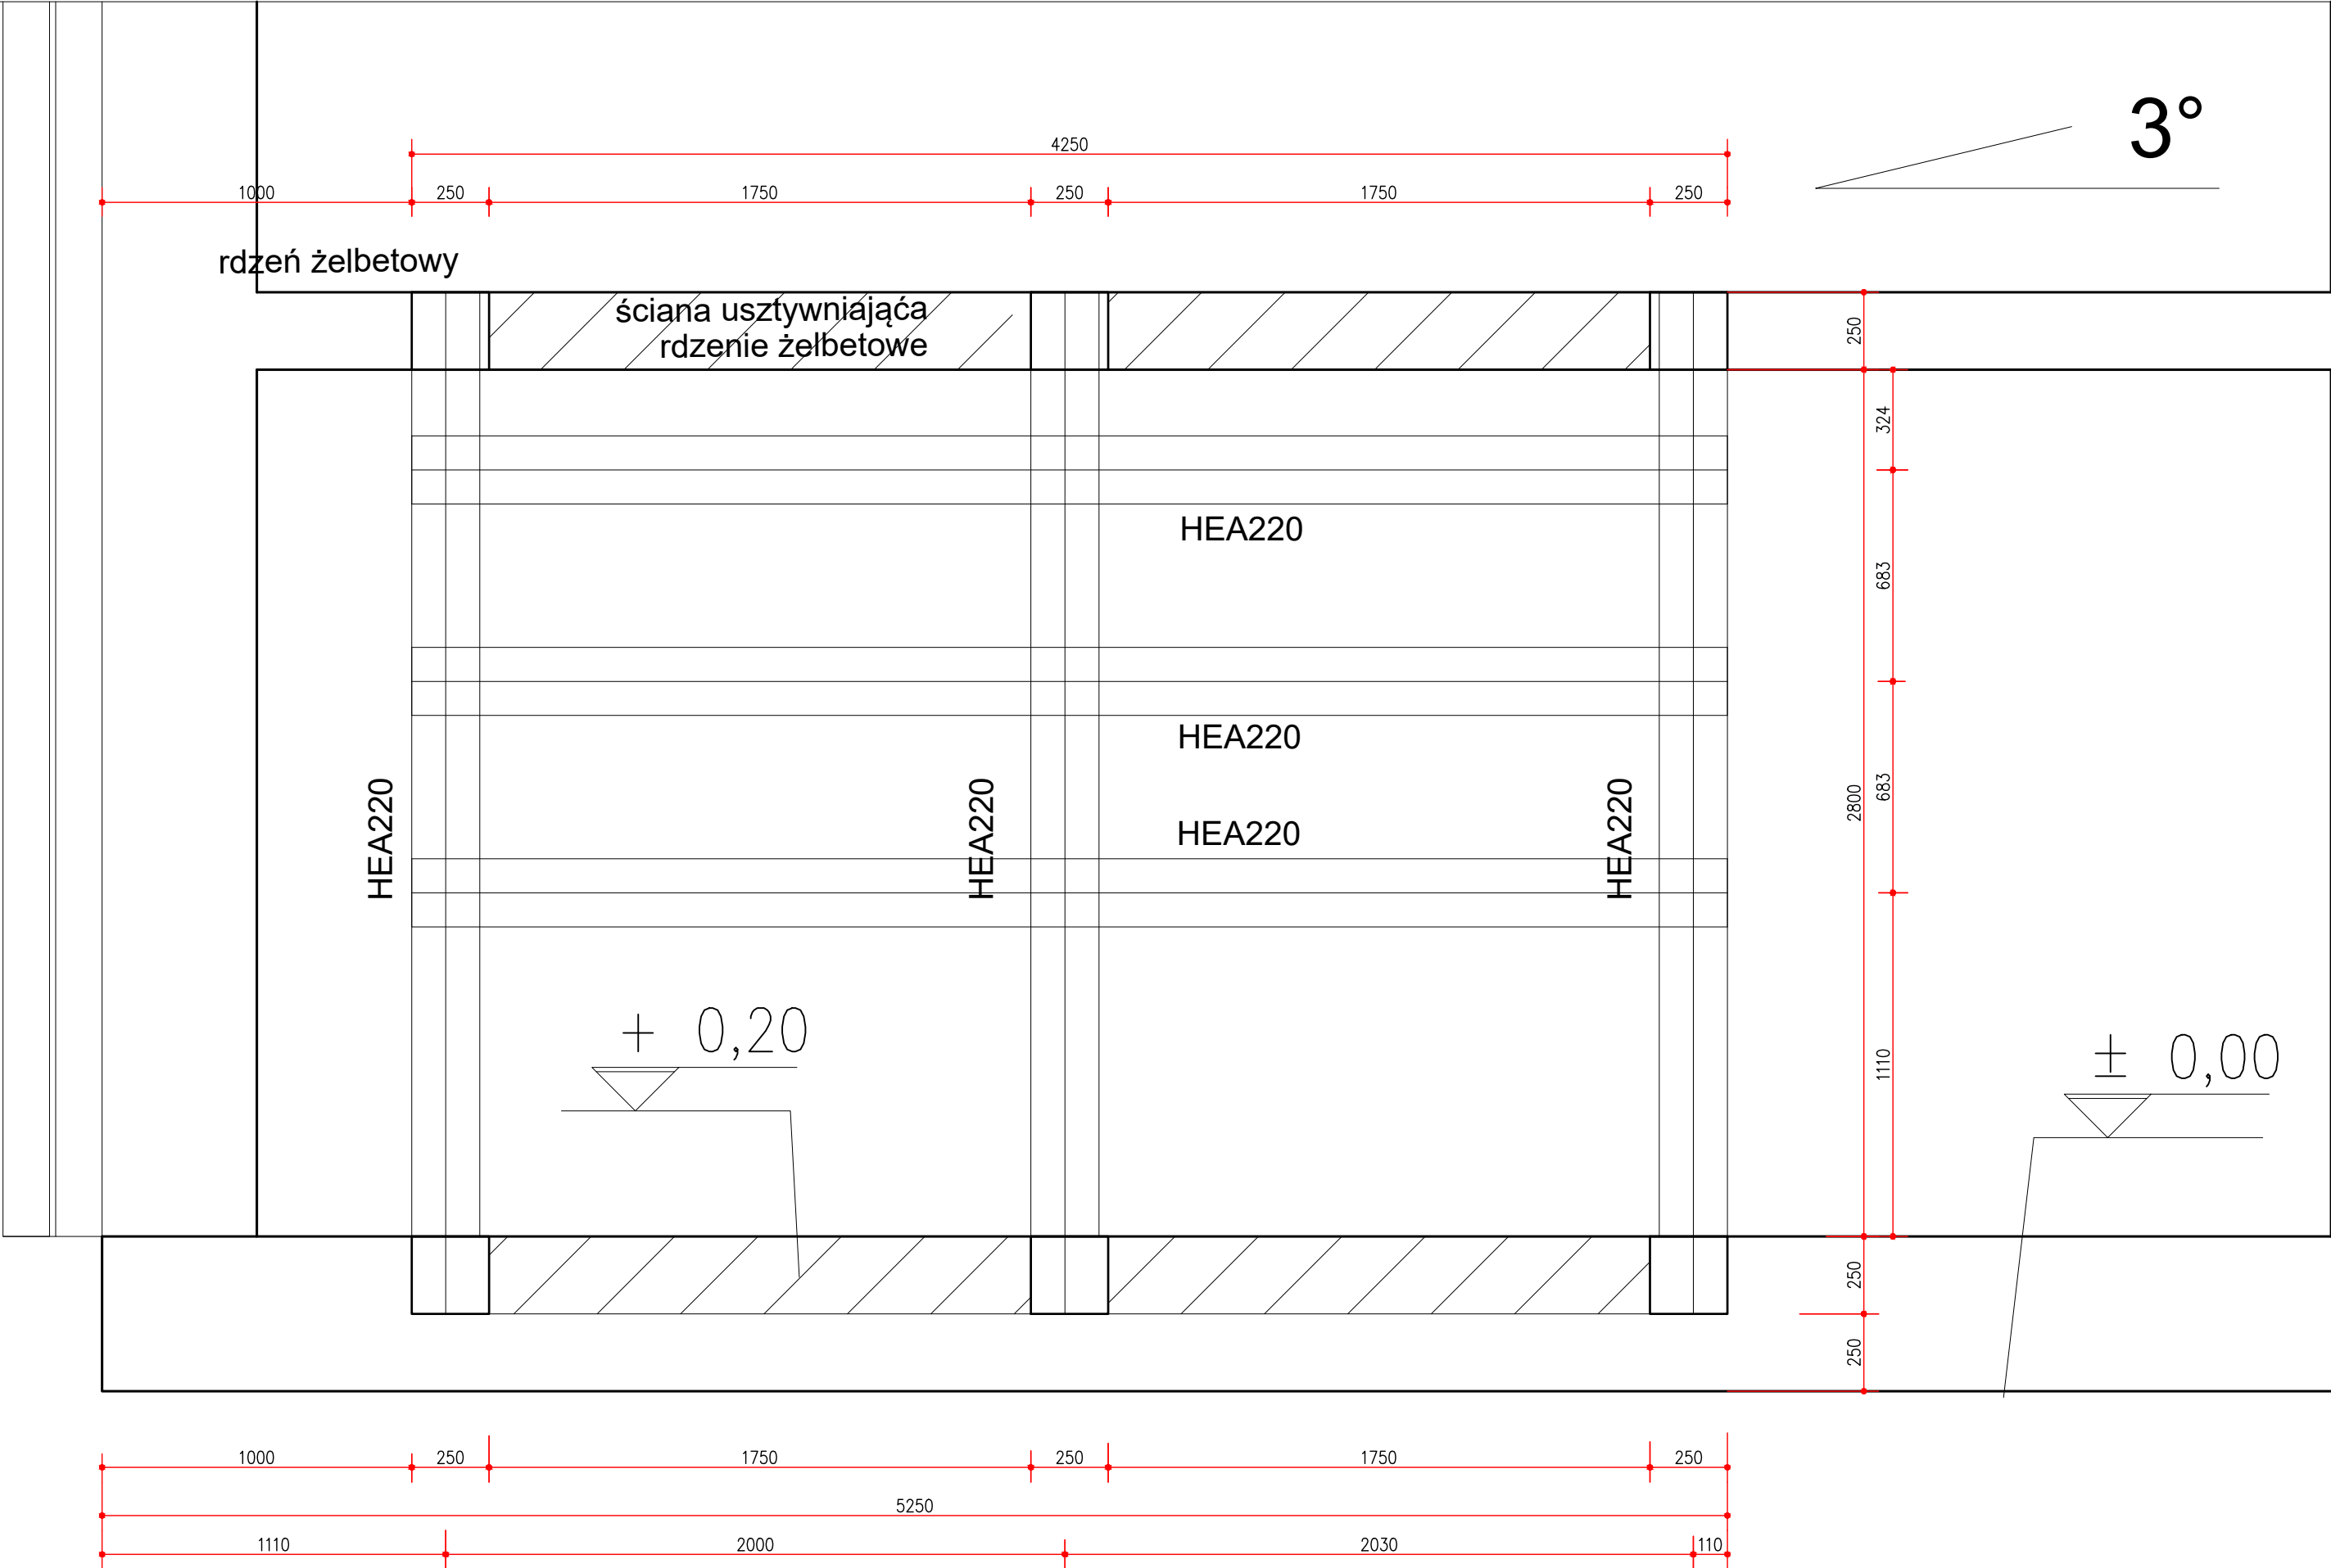 3°
4250
1000 250 1750 250 1750 250
rdzeń żelbetowy
ściana usztywniająća
rdzenie żelbetowe
250
324
HEA220
683
HEA220
683
2800
HEA220
HEA220
HEA220
HEA220
+ 0,20
± 0,00
1110
250
250
1000 250 1750 250 1750 250
5250
1110 2000 2030 110